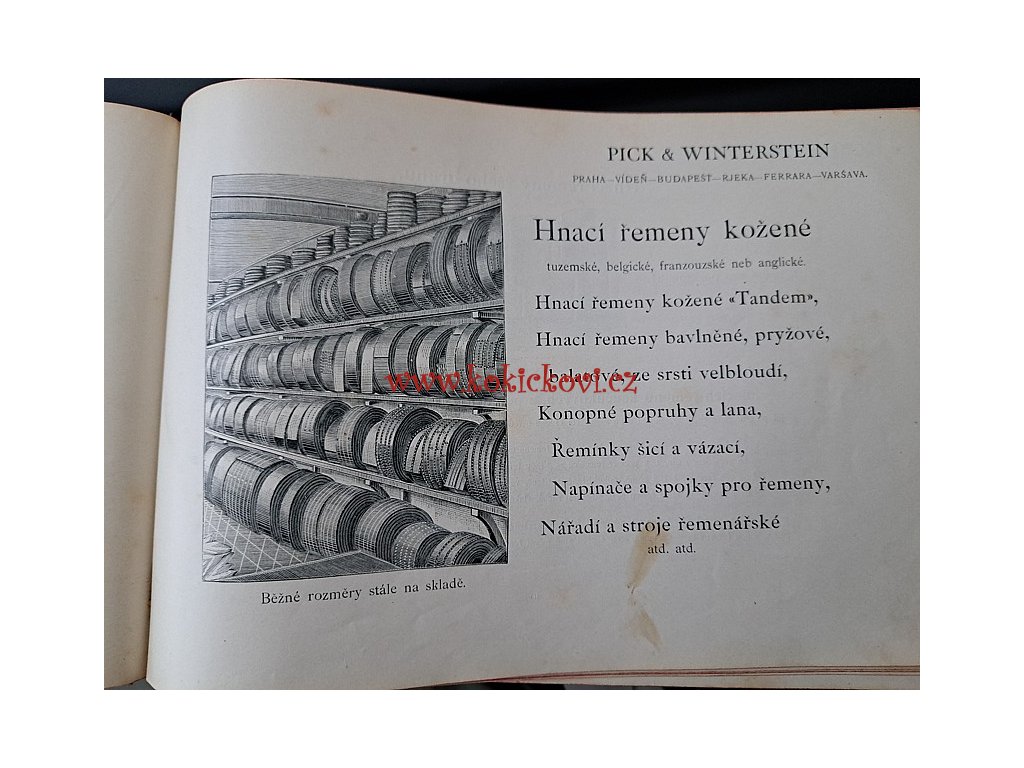 PICK & WINTERSTEIN
PRAHA—VÍDEŇ—BUDAPEŠŤ—RJEKA—FERRARA—VARŠAVA.
Hnací řemeny kožené
tuzemské, belgické, franzouzské neb anglické.
Hnací řemeny kožené «Tandem»,
Hnací řemeny bavlněné, pryžové,
balatové, ze srsti velbloudí,
www.kokickovi.cz
Konopné popruhy a lana,
Řemínky šicí a vázací,
Napínače a spojky pro řemeny,
Nářadí a stroje řemenářské
atd. atd.
Běžné rozměry stále na skladě.